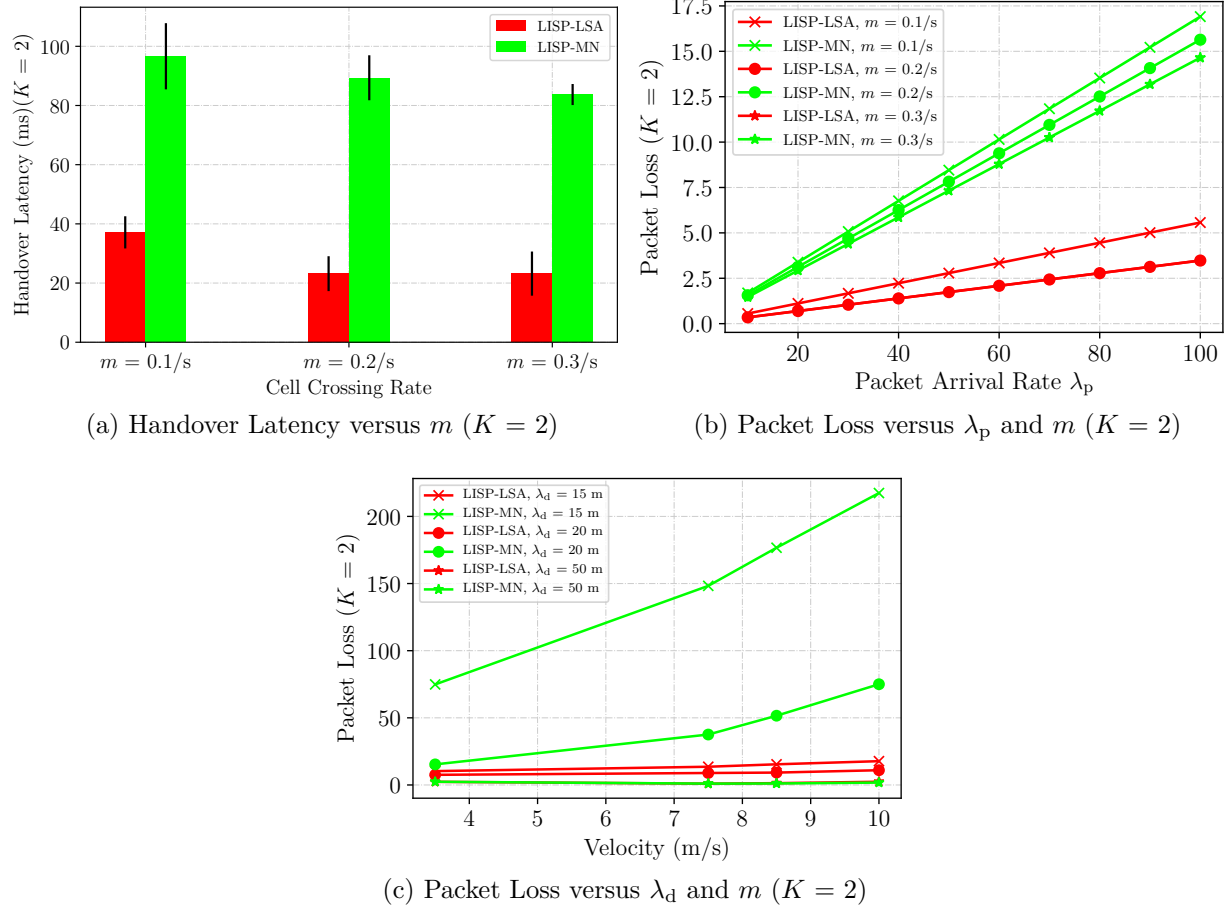 LISP-LSA
LISP-MN
100
80
60
40
20
0
Handover Latency (ms)(K = 2)
m = 0.1/s
m = 0.2/s
m = 0.3/s
Cell Crossing Rate
(a) Handover Latency versus m (K = 2)
LISP-LSA, m = 0.1/s
LISP-MN, m = 0.1/s
LISP-LSA, m = 0.2/s
LISP-MN, m = 0.2/s
LISP-LSA, m = 0.3/s
LISP-MN, m = 0.3/s
17.5
15.0
12.5
10.0
7.5
5.0
2.5
0.0
Packet Loss (K = 2)
20
40
60
80
100
Packet Arrival Rate λp
(b) Packet Loss versus λp and m (K = 2)
LISP-LSA, λd = 15 m
LISP-MN, λd = 15 m
LISP-LSA, λd = 20 m
LISP-MN, λd = 20 m
LISP-LSA, λd = 50 m
LISP-MN, λd = 50 m
200
150
100
50
0
Packet Loss (K = 2)
4
5
6
7
8
9
10
Velocity (m/s)
(c) Packet Loss versus λd and m (K = 2)